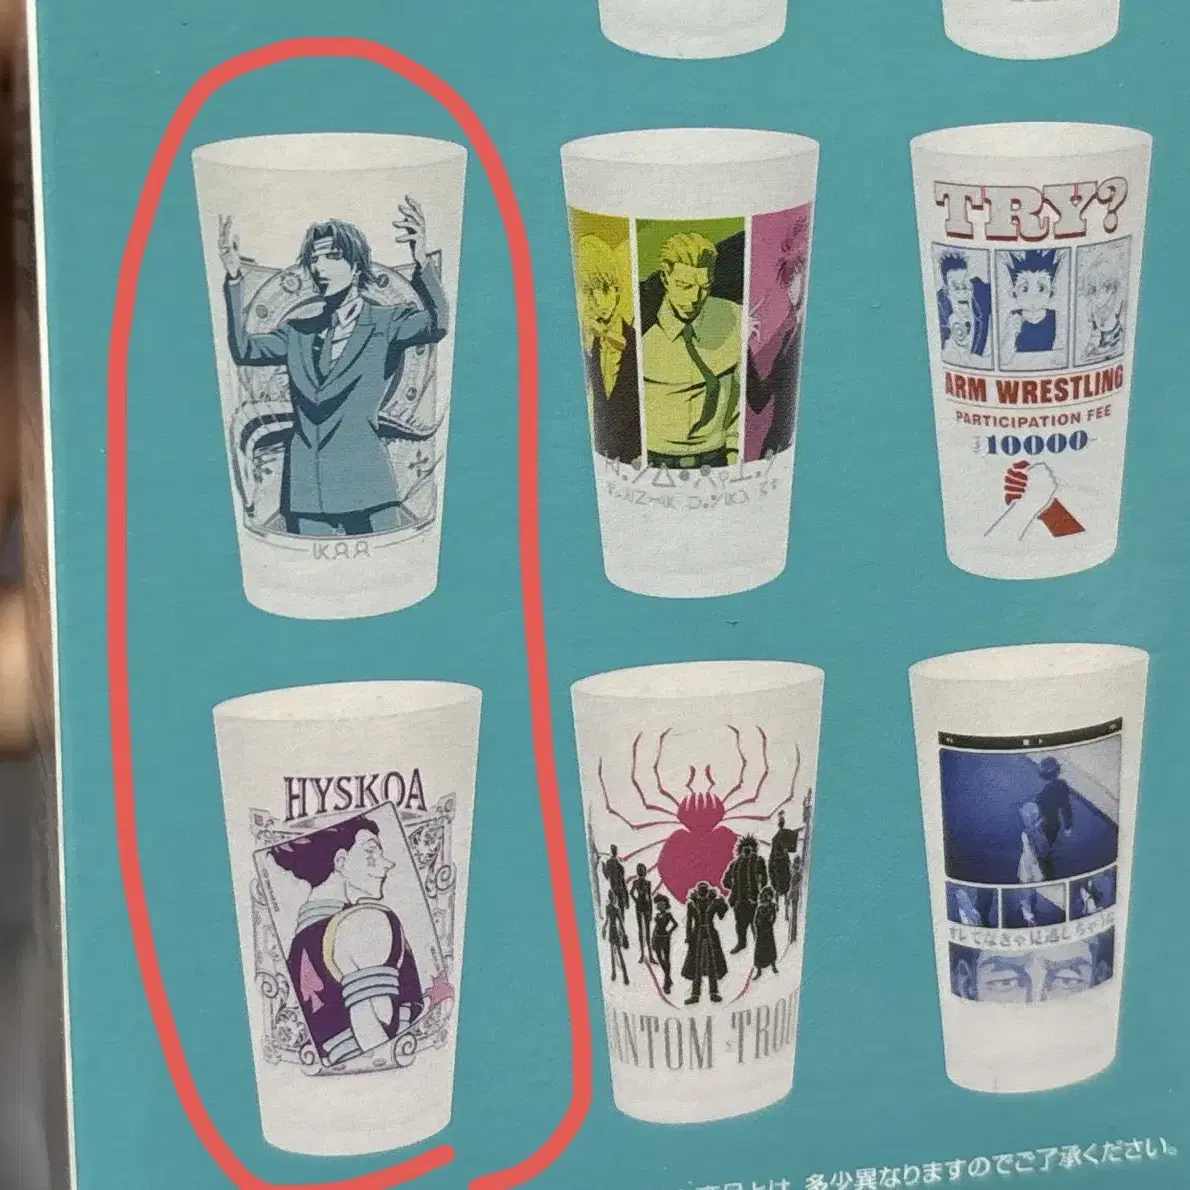 TRY?
ARM WRESTLING
PARTICIPATION FEE
10000
HYSKOA
ANTOM TROU
オレでなきゃ見逃しちゃうね
多少異なりますのでご了承ください。